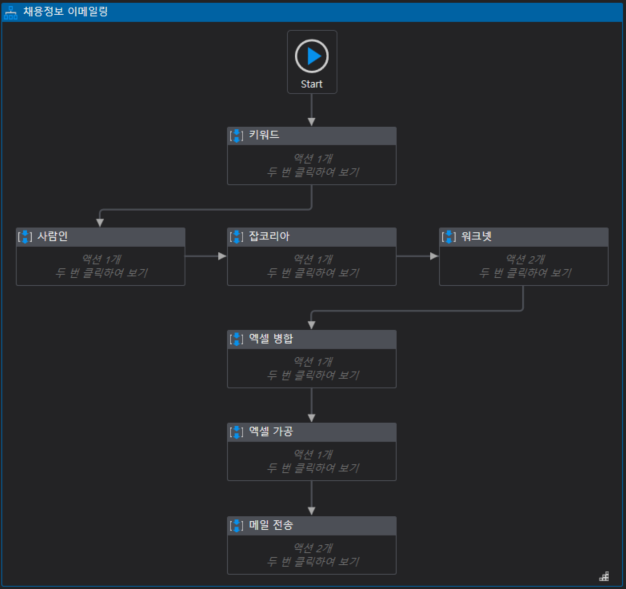 채용정보 이메일링
Start
키워드
액션 1개
두 번 클릭하여 보기
사람인
액션 1개
두 번 클릭하여 보기
잡코리아
액션 1개
두 번 클릭하여 보기
워크넷
액션 2개
두 번 클릭하여 보기
엑셀 병합
액션 1개
두 번 클릭하여 보기
엑셀 가공
액션 1개
두 번 클릭하여 보기
메일 전송
액션 2개
두 번 클릭하여 보기